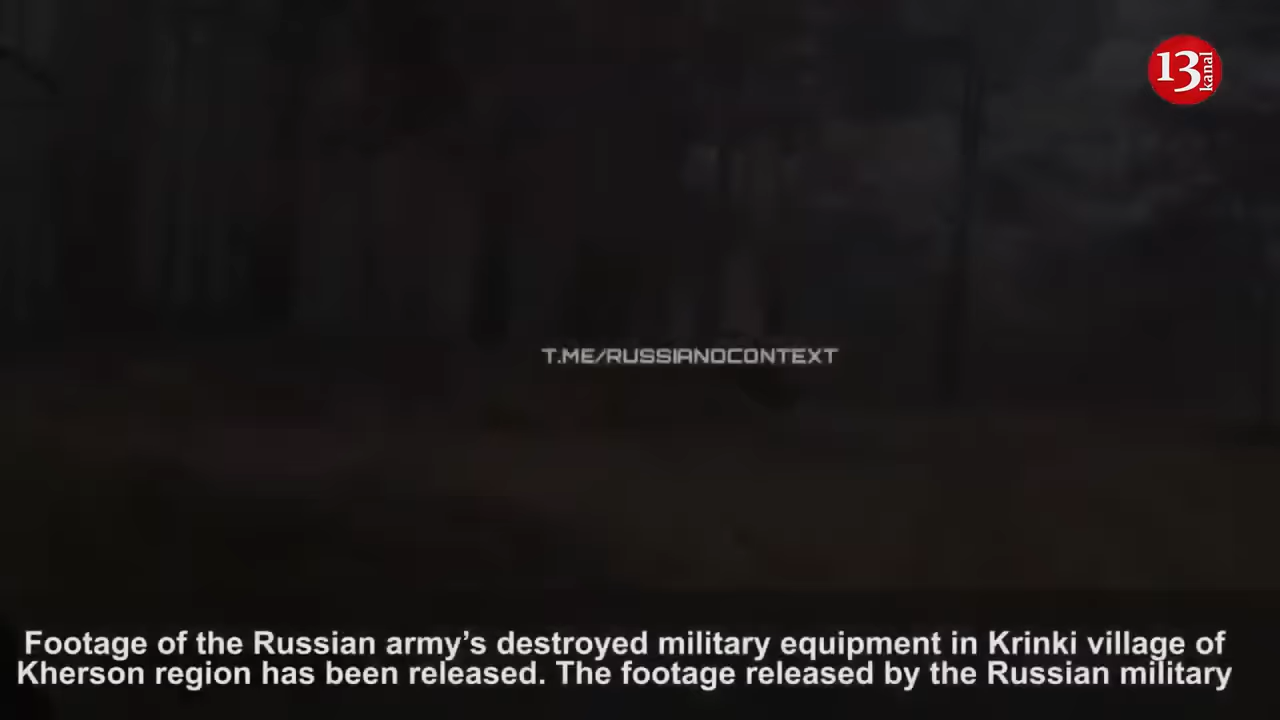 13
kanal
T.ME/RUSSIANOCONTEXT
Footage of the Russian army’s destroyed military equipment in Krinki village of
Kherson region has been released. The footage released by the Russian military